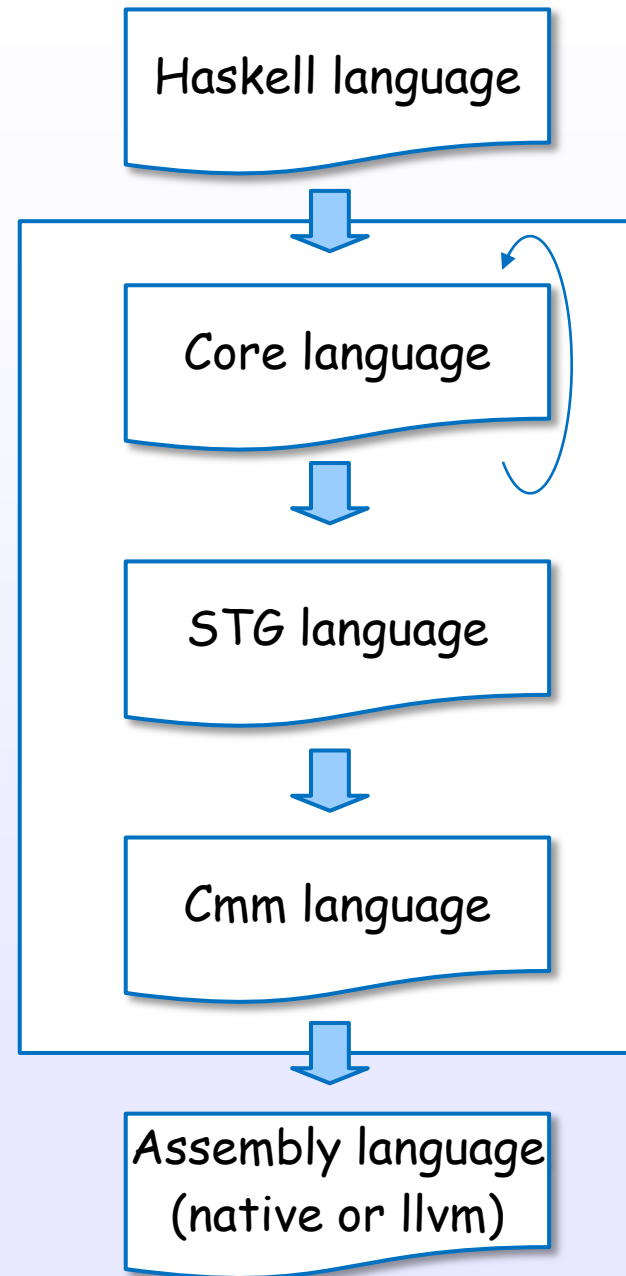 Haskell language
Core language
STG language
Cmm language
Assembly language
(native or llvm)